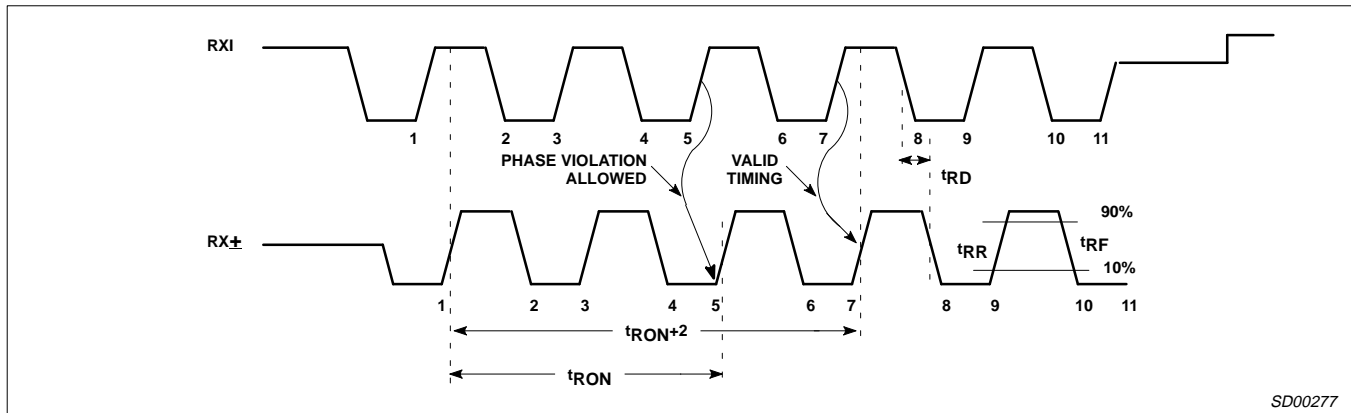 RXI
1 2 3 4 5 6 7 8 9 10 11
PHASE VIOLATION
ALLOWED
VALID
TIMING
tRD
RX±
90%
tRR
tRF
10%
1 2 3 4 5 6 7 8 9 10 11
tRON+2
tRON
SD00277